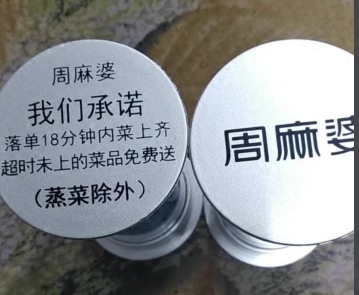 周麻婆
我们承诺
落单18分钟内菜上齐
超时未上的菜品免费送
（蒸菜除外）
周麻婆